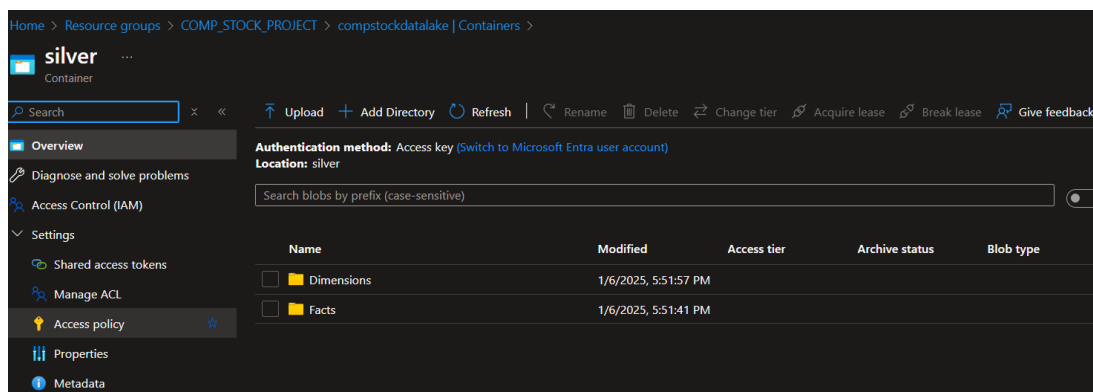 Home > Resource groups > COMP_STOCK_PROJECT > compstockdatalake | Containers >
silver ...
Container
Search
Upload Add Directory Refresh Rename Delete Change tier Acquire lease Break lease Give feedback
Overview
Authentication method: Access key (Switch to Microsoft Entra user account)
Location: silver
Diagnose and solve problems
Search blobs by prefix (case-sensitive)
Access Control (IAM)
Settings
Name Modified Access tier Archive status Blob type
Shared access tokens
Dimensions 1/6/2025, 5:51:57 PM
Manage ACL
Facts 1/6/2025, 5:51:41 PM
Access policy
Properties
Metadata